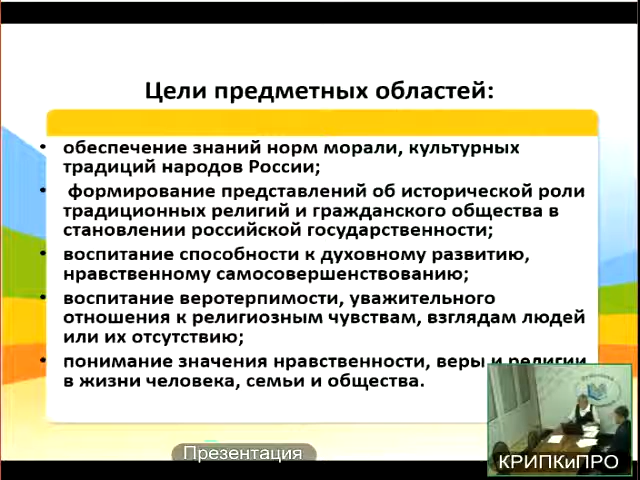 Цели предметных областей:
• обеспечение знаний норм морали, культурных
традиций народов России;
• формирование представлений об исторической роли
традиционных религий и гражданского общества в
становлении российской государственности;
• воспитание способности к духовному развитию,
нравственному самосовершенствованию;
• воспитание веротерпимости, уважительного
отношения к религиозным чувствам, взглядам людей
или их отсутствию;
• понимание значения нравственности, веры и религии
в жизни человека, семьи и общества.
Презентация
КРИПКиПРО